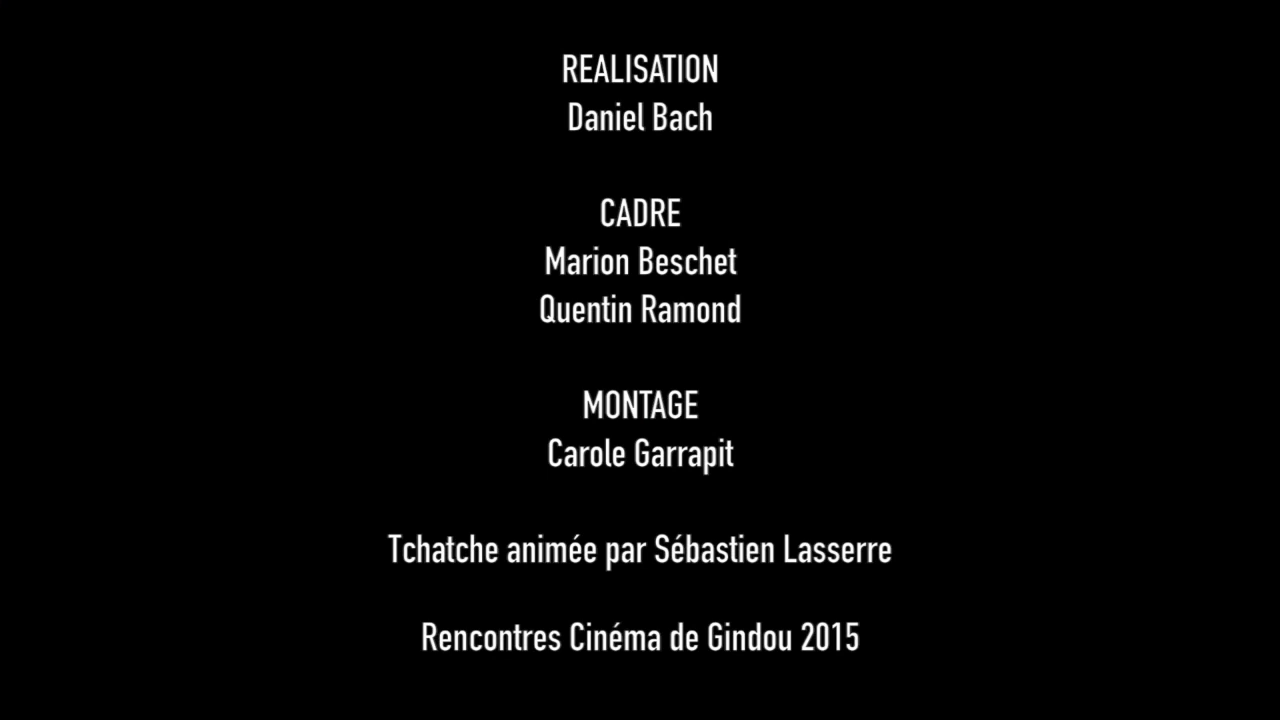 REALISATION
Daniel Bach
CADRE
Marion Beschet
Quentin Ramond
MONTAGE
Carole Garrapit
Tchatche animée par Sébastien Lasserre
Rencontres Cinéma de Gindou 2015